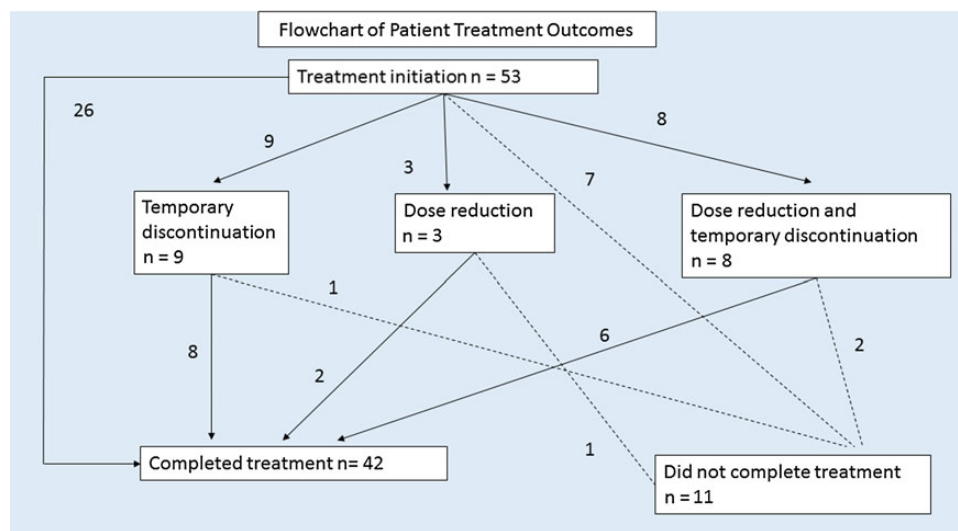 Flowchart of Patient Treatment Outcomes
Treatment initiation n = 53
26
9
3
7
8
Temporary
discontinuation
n = 9
Dose reduction
n = 3
Dose reduction and
temporary discontinuation
n = 8
1
8
2
6
2
1
Completed treatment n= 42
Did not complete treatment
n = 11